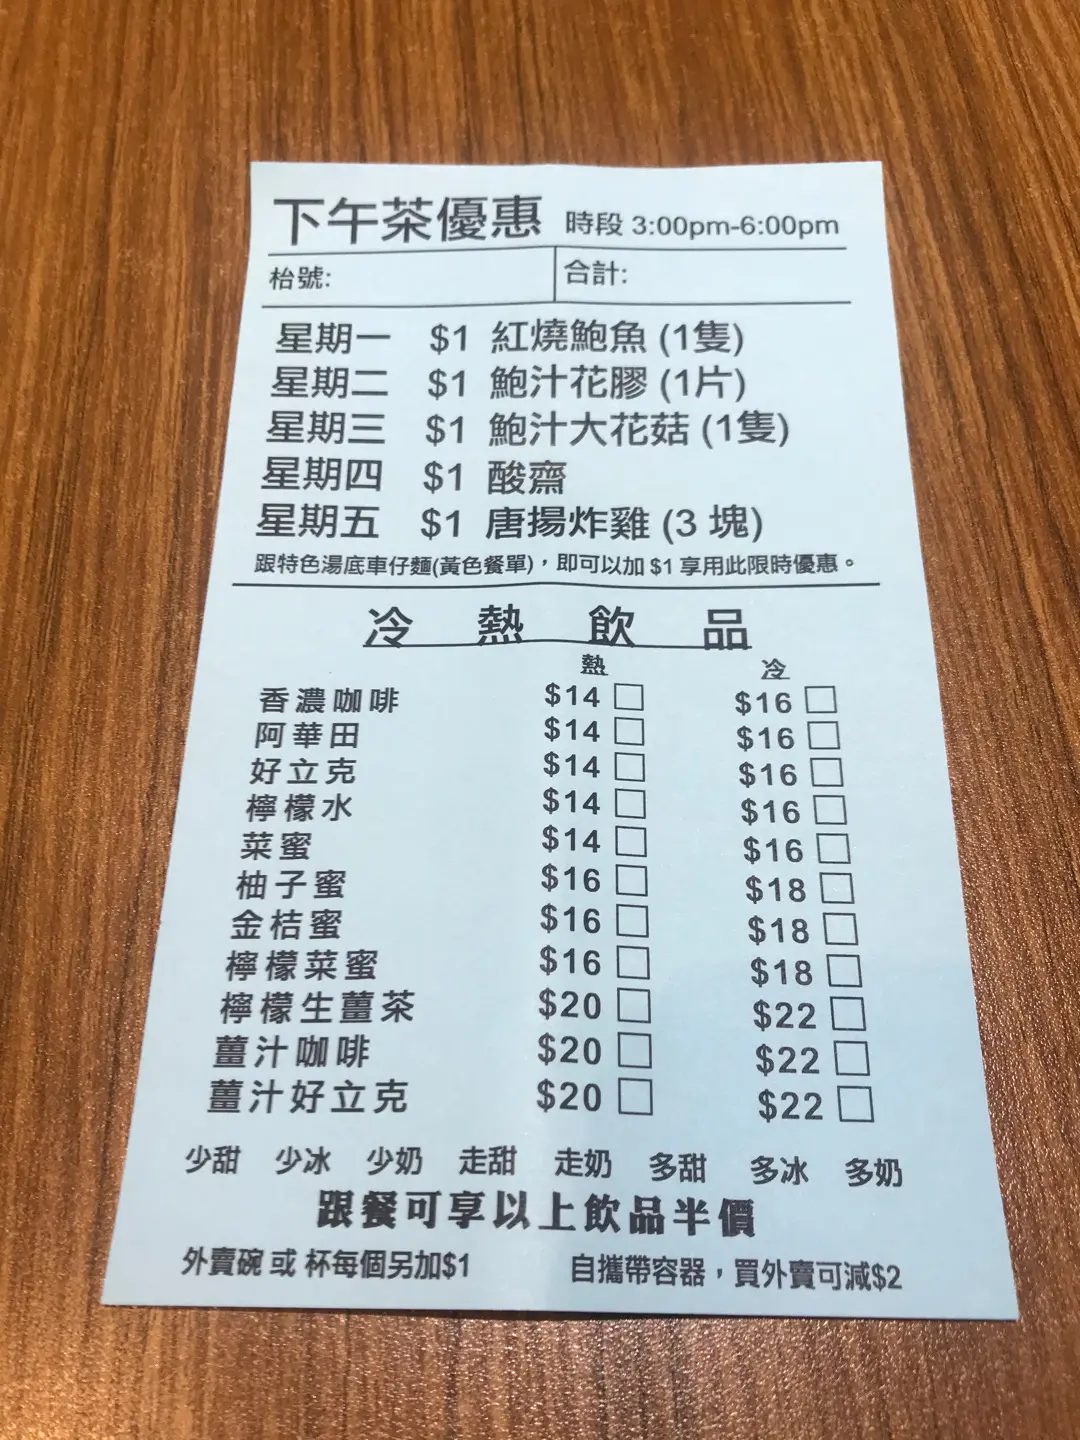 下午茶優惠 時段 3:00pm-6:00pm
枱號: 合計:
星期一 $1 紅燒鮑魚 (1隻)
星期二 $1 鮑汁花膠 (1片)
星期三 $1 鮑汁大花菇 (1隻)
星期四 $1 酸齋
星期五 $1 唐揚炸雞 (3 塊)
跟特色湯底車仔麵(黃色餐單)，即可以加 $1 享用此限時優惠。
冷熱飲品
熱 冷
香濃咖啡 $14 $16
阿華田 $14 $16
好立克 $14 $16
檸檬水 $14 $16
菜蜜 $14 $16
柚子蜜 $16 $18
金桔蜜 $16 $18
檸檬菜蜜 $16 $18
檸檬生薑茶 $20 $22
薑汁咖啡 $20 $22
薑汁好立克 $20 $22
少甜 少冰 少奶 走甜 走奶 多甜 多冰 多奶
跟餐可享以上飲品半價
外賣碗 或 杯每個另加$1 自攜帶容器，買外賣可減$2